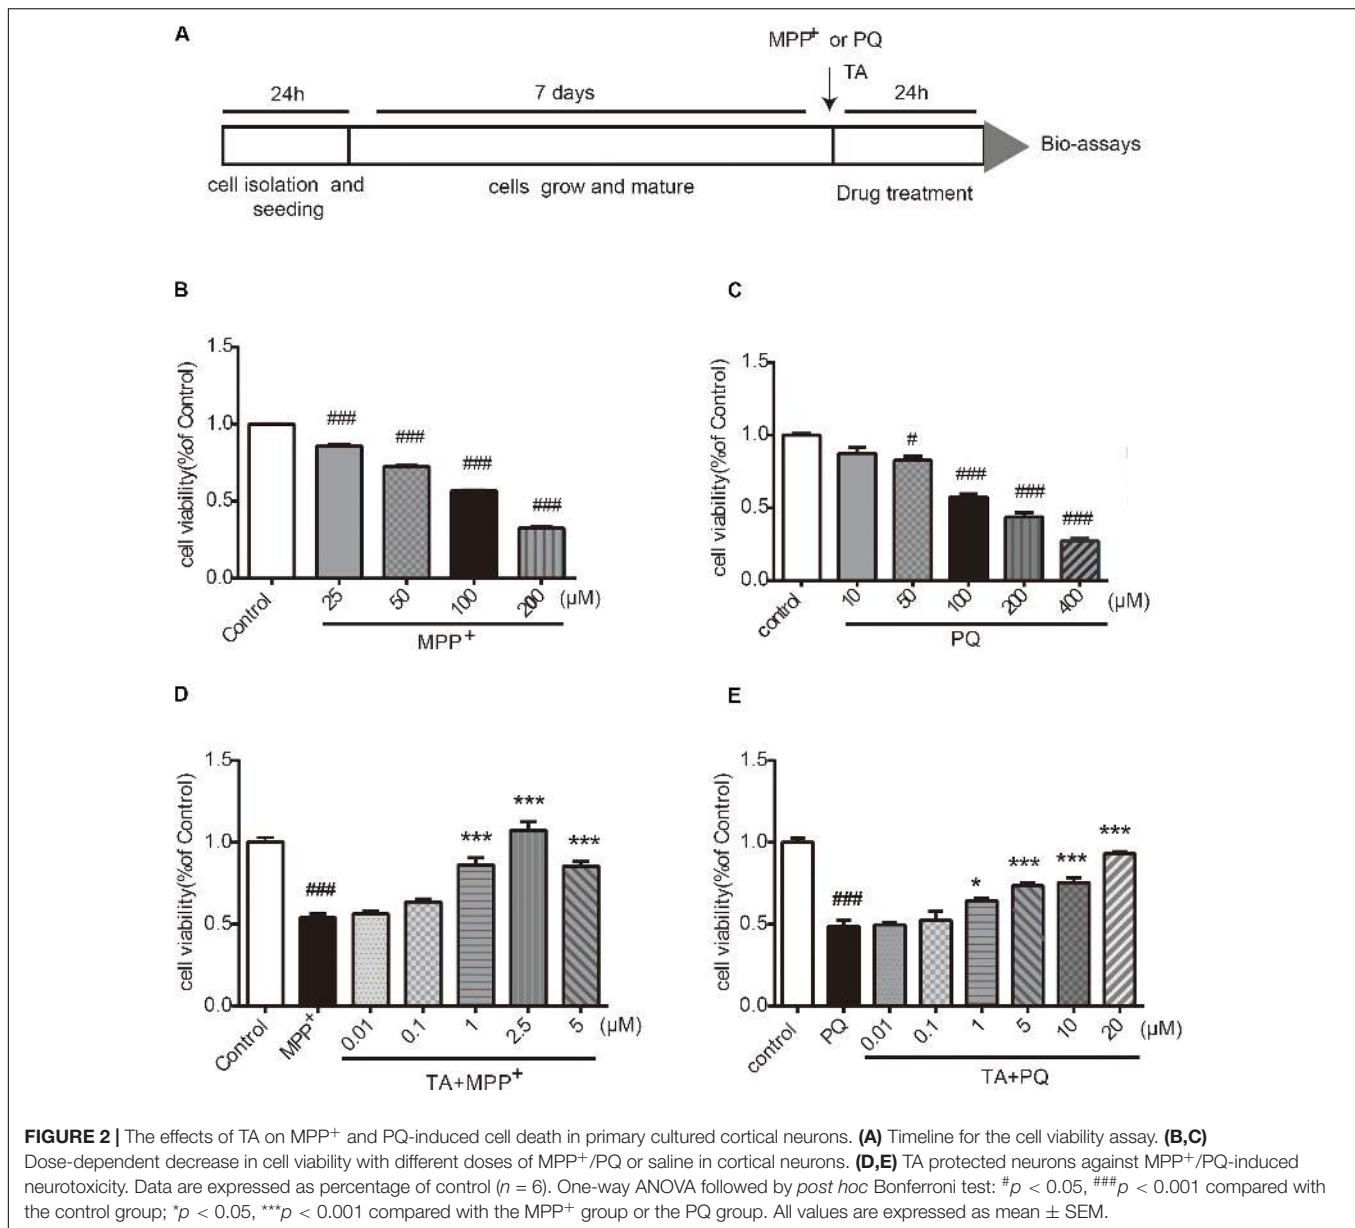 A
MPP+ or PQ
TA
24h
7 days
24h
Bio-assays
cell isolation and
seeding
cells grow and mature
Drug treatment
B
cell viability(%of Control)
1.5
1.0
0.5
0.0
###
###
###
###
Control
25
50
100
200
(µM)
MPP+
C
cell viability(%of Control)
1.5
1.0
0.5
0.0
#
###
###
###
control
10
50
100
200
400
(µM)
PQ
D
cell viability(%of Control)
1.5
1.0
0.5
0.0
###
***
***
***
Control
MPP+
0.01
0.1
1
2.5
5
(µM)
TA+MPP+
E
cell viability(%of Control)
1.5
1.0
0.5
0.0
###
*
***
***
***
control
PQ
0.01
0.1
1
5
10
20
(µM)
TA+PQ
FIGURE 2 | The effects of TA on MPP+ and PQ-induced cell death in primary cultured cortical neurons. (A) Timeline for the cell viability assay. (B,C)
Dose-dependent decrease in cell viability with different doses of MPP+/PQ or saline in cortical neurons. (D,E) TA protected neurons against MPP+/PQ-induced
neurotoxicity. Data are expressed as percentage of control (n = 6). One-way ANOVA followed by post hoc Bonferroni test: #p < 0.05, ###p < 0.001 compared with
the control group; *p < 0.05, ***p < 0.001 compared with the MPP+ group or the PQ group. All values are expressed as mean ± SEM.